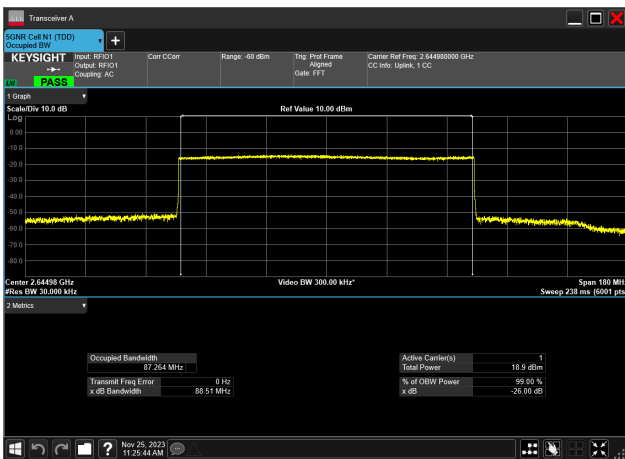 Transceiver A
5GNR Cell N1 (TDD)
Occupied BW
KEYSIGHT
PASS
Input: RFIO1
Output: RFIO1
Coupling: AC
Corr CCorr
Range: -60 dBm
Trig: Prot Frame
Aligned
Gate: FFT
Carrier Ref Freq: 2.644980000 GHz
CC Info: Uplink, 1 CC
1 Graph
Scale/Div 10.0 dB
Ref Value 10.00 dBm
Log
0.00
-10.0
-20.0
-30.0
-40.0
-50.0
-60.0
-70.0
-80.0
Center 2.64498 GHz
#Res BW 30.000 kHz
Video BW 300.00 kHz*
Span 180 MHz
Sweep 238 ms (6001 pts
2 Metrics
Occupied Bandwidth
87.264 MHz
Transmit Freq Error 0 Hz
x dB Bandwidth 88.51 MHz
Active Carrier(s) 1
Total Power 18.9 dBm
% of OBW Power 99.00 %
x dB -26.00 dB
Nov 25, 2023
11:25:44 AM